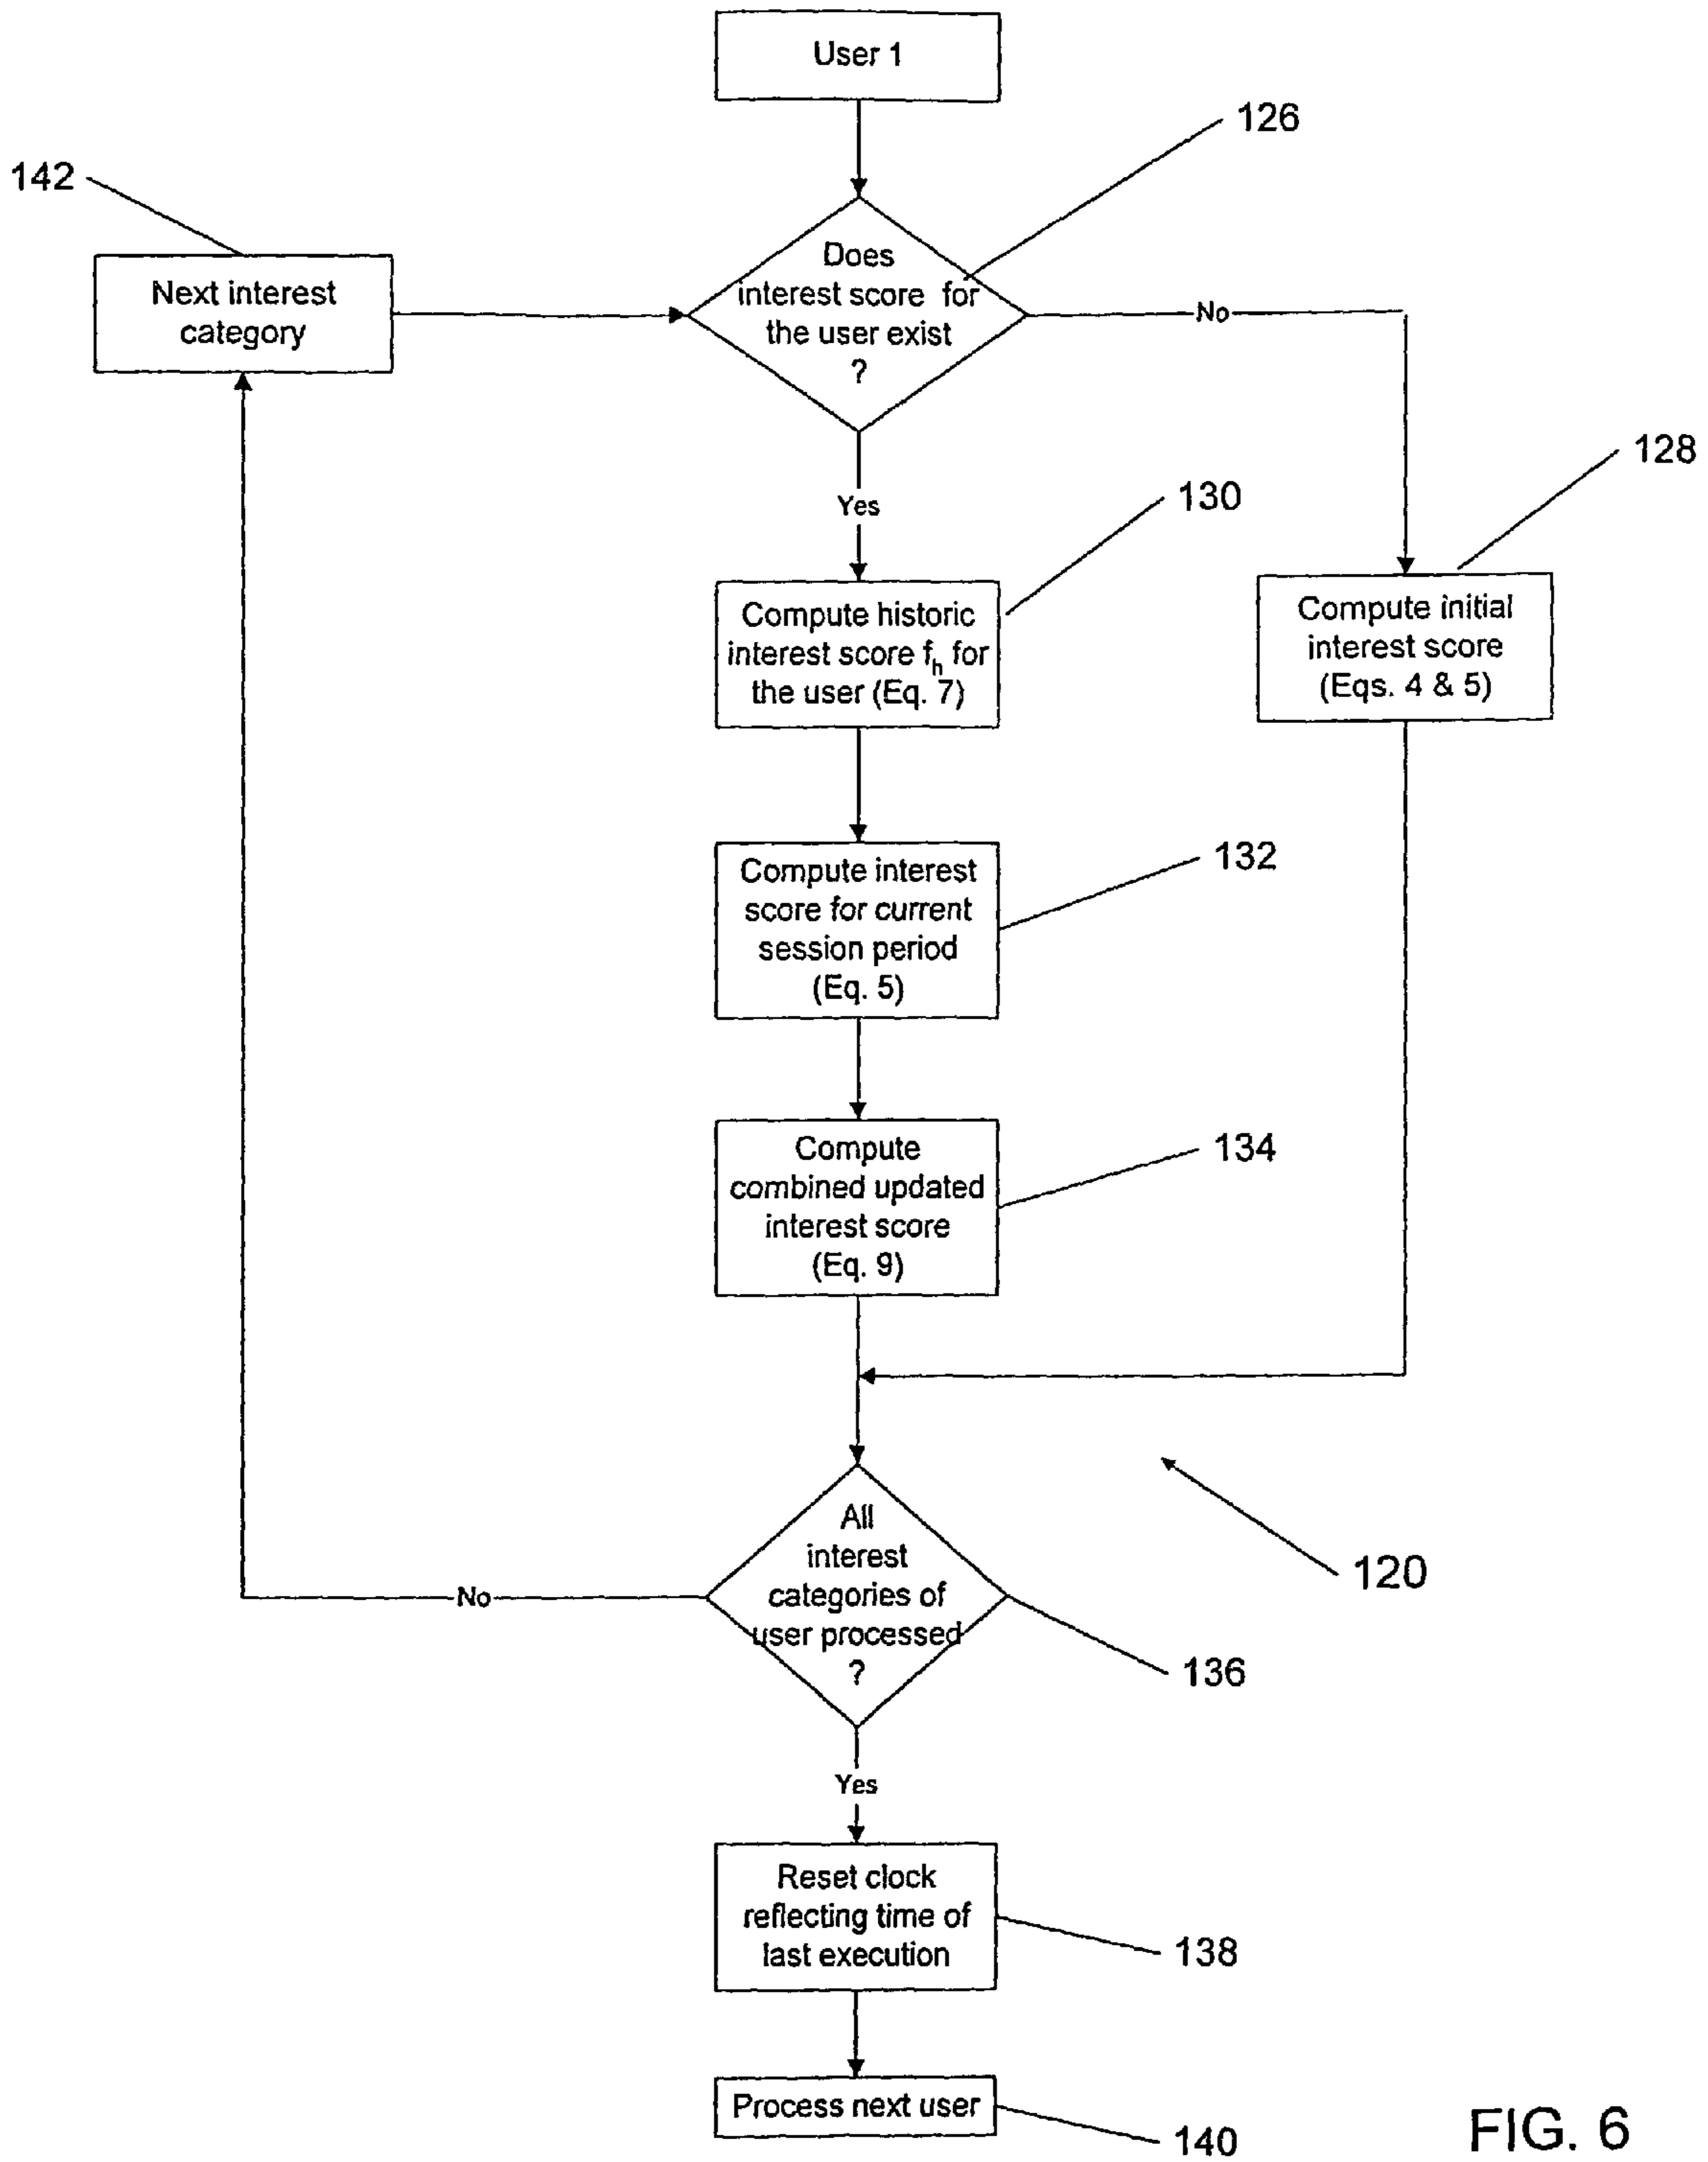 User 1
126
142
Does
interest score for
the user exist
?
Next interest
category
No
128
Yes
130
Compute historic
interest score fh for
the user (Eq. 7)
Compute initial
interest score
(Eqs. 4 & 5)
132
Compute interest
score for current
session period
(Eq. 5)
134
Compute
combined updated
interest score
(Eq. 9)
All
interest
categories of
user processed
?
120
No
136
Yes
Reset clock
reflecting time of
last execution
138
Process next user
140
FIG. 6